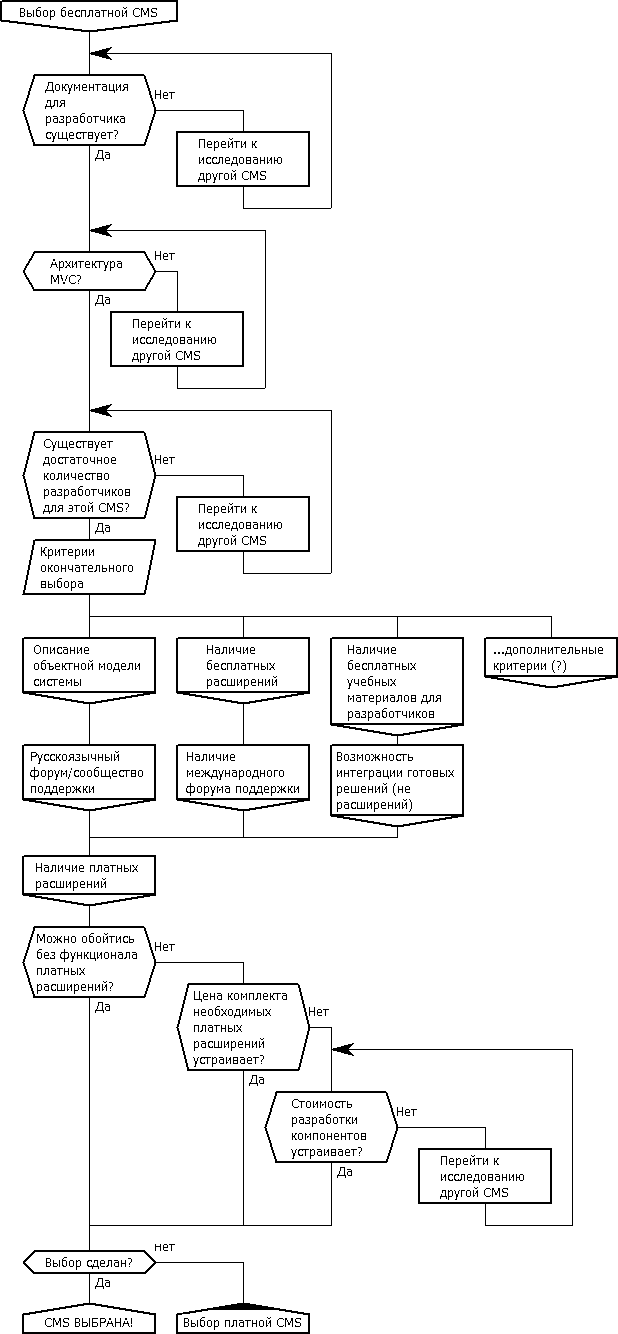 Выбор бесплатной CMS
Документация
для
разработчика
существует?
Нет
Да
Перейти к
исследованию
другой CMS
Архитектура
MVC?
Нет
Да
Перейти к
исследованию
другой CMS
Существует
достаточное
количество
разработчиков
для этой CMS?
Нет
Да
Перейти к
исследованию
другой CMS
Критерии
окончательного
выбора
Описание
объектной модели
системы
Наличие
бесплатных
расширений
Наличие
бесплатных
учебных
материалов для
разработчиков
...дополнительные
критерии (?)
Русскоязычный
форум/сообщество
поддержки
Наличие
международного
форума поддержки
Возможность
интеграции готовых
решений (не
расширений)
Наличие платных
расширений
Можно обойтись
без функционала
платных
расширений?
Нет
Да
Цена комплекта
необходимых
платных
расширений
устраивает?
Нет
Да
Стоимость
разработки
компонентов
устраивает?
Нет
Да
Перейти к
исследованию
другой CMS
Выбор сделан?
Нет
Да
CMS ВЫБРАНА!
Выбор платной CMS